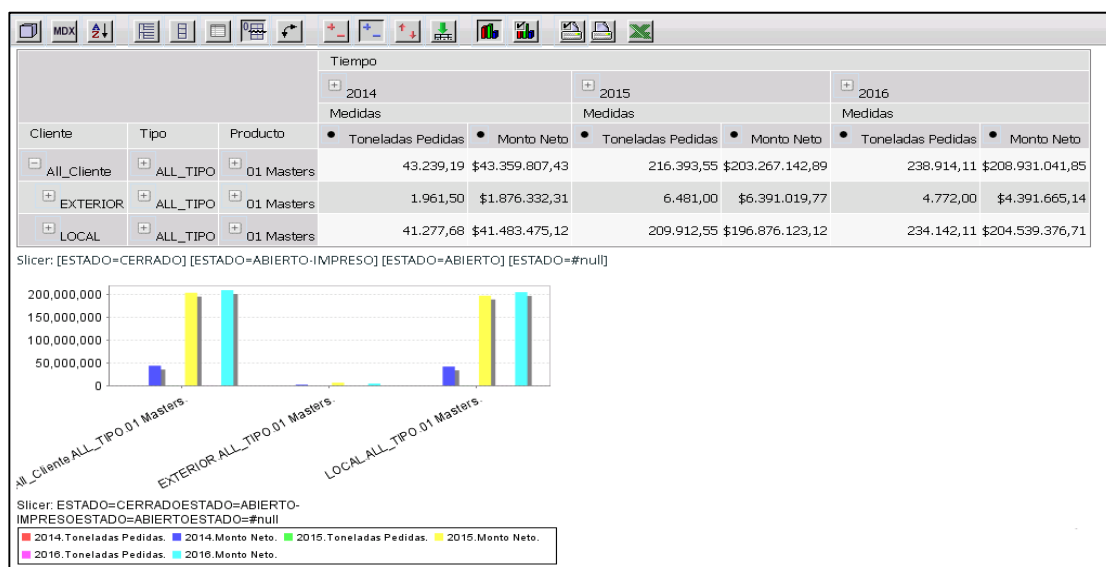 MDX
Tiempo
2014 2015 2016
Medidas Medidas Medidas
Cliente Tipo Producto Toneladas Pedidas Monto Neto Toneladas Pedidas Monto Neto Toneladas Pedidas Monto Neto
All_Cliente ALL_TIPO 01 Masters 43.239,19 $43.359.807,43 216.393,55 $203.267.142,89 238.914,11 $208.931.041,85
EXTERIOR ALL_TIPO 01 Masters 1.961,50 $1.876.332,31 6.481,00 $6.391.019,77 4.772,00 $4.391.665,14
LOCAL ALL_TIPO 01 Masters 41.277,68 $41.483.475,12 209.912,55 $196.876.123,12 234.142,11 $204.539.376,71
Slicer: [ESTADO=CERRADO] [ESTADO=ABIERTO-IMPRESO] [ESTADO=ABIERTO] [ESTADO=#null]
200,000,000
150,000,000
100,000,000
50,000,000
0
All_Cliente.ALL_TIPO.01 Masters.
EXTERIOR.ALL_TIPO.01 Masters.
LOCAL.ALL_TIPO.01 Masters.
Slicer: ESTADO=CERRADOESTADO=ABIERTO-
IMPRESOESTADO=ABIERTOESTADO=#null
2014.Toneladas Pedidas. 2014.Monto Neto. 2015.Toneladas Pedidas. 2015.Monto Neto.
2016.Toneladas Pedidas. 2016.Monto Neto.